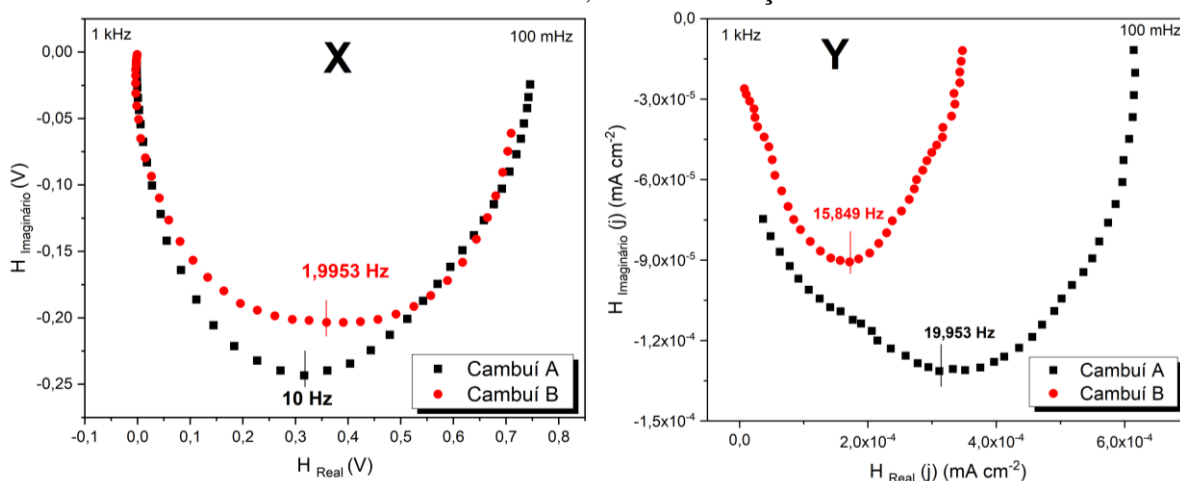 1 kHz
X
100 mHz
0,00
-0,05
-0,10
-0,15
-0,20
-0,25
H Imaginário (V)
1,9953 Hz
10 Hz
Cambuí A
Cambuí B
-0,1
0,0
0,1
0,2
0,3
0,4
0,5
0,6
0,7
0,8
H Real (V)
0,0
1 kHz
Y
100 mHz
-3,0x10⁻⁵
-6,0x10⁻⁵
-9,0x10⁻⁵
-1,2x10⁻⁴
-1,5x10⁻⁴
H Imaginário (j) (mA cm⁻²)
15,849 Hz
19,953 Hz
Cambuí A
Cambuí B
0,0
2,0x10⁻⁴
4,0x10⁻⁴
6,0x10⁻⁴
H Real (j) (mA cm⁻²)